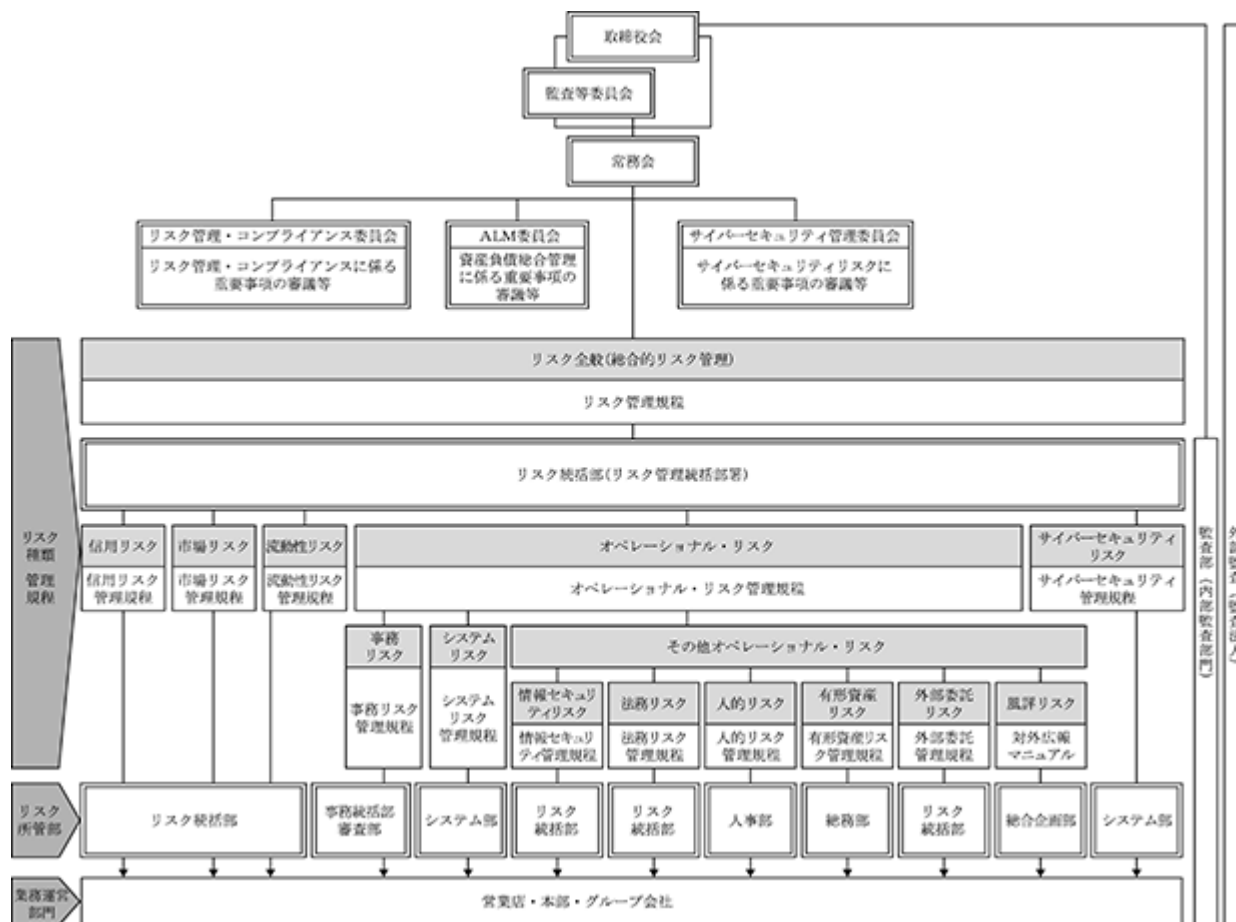 取締役会
監査等委員会
常務会
リスク管理・コンプライアンス委員会
リスク管理・コンプライアンスに係る
重要事項の審議等
ALM委員会
資産負債総合管理
に係る重要事項の
審議等
サイバーセキュリティ管理委員会
サイバーセキュリティリスクに
係る重要事項の審議等
リスク全般(総合的リスク管理)
リスク管理規程
リスク統括部(リスク管理統括部署)
リスク
種類
管理
規程
信用リスク
信用リスク
管理規程
市場リスク
市場リスク
管理規程
流動性リスク
流動性リスク
管理規程
オペレーショナル・リスク
オペレーショナル・リスク管理規程
サイバーセキュリティ
リスク
サイバーセキュリティ
管理規程
事務
リスク
事務リスク
管理規程
システム
リスク
システム
リスク
管理規程
その他オペレーショナル・リスク
情報セキュリ
ティリスク
情報セキュリ
ティ管理規程
法務リスク
法務リスク
管理規程
人的リスク
人的リスク
管理規程
有形資産
リスク
有形資産リス
ク管理規程
外部委託
リスク
外部委託
管理規程
風評リスク
対外広報
マニュアル
リスク
所管部
リスク統括部
事務統括部
審査部
システム部
リスク
統括部
リスク
統括部
人事部
総務部
リスク
統括部
総合企画部
システム部
業務運営
部門
営業店・本部・グループ会社
監査部(内部監査部門)
外部監査(監査法人)